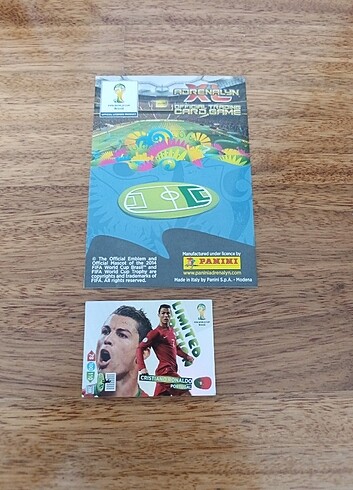 ADRENALYN
XL
OFFICIAL TRADING
CARD GAME
© The Official Emblem and
Official Mascot of the 2014
FIFA World Cup Brasil™ and
FIFA World Cup Trophy are
copyrights and trademarks of
FIFA. All rights reserved.
Manufactured under licence by
PANINI
www.paniniadrenalyn.com
Made in Italy by Panini S.p.A. - Modena
LIMITED
CRISTIANO RONALDO
PORTUGAL